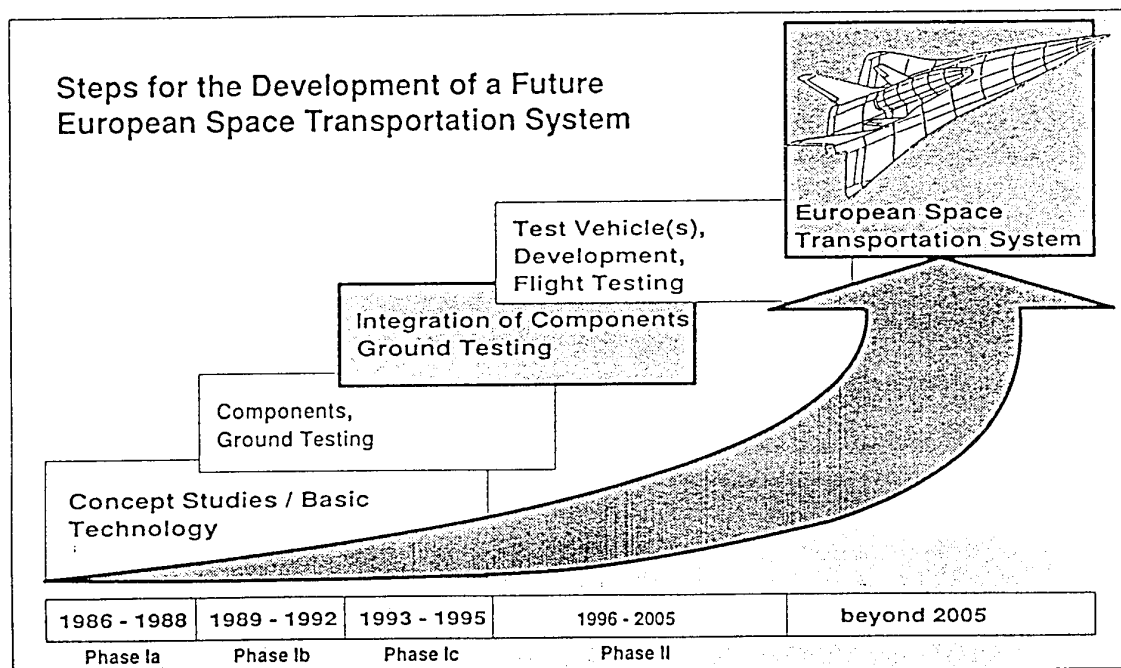 Steps for the Development of a Future
European Space Transportation System
European Space
Transportation System
Test Vehicle(s),
Development,
Flight Testing
Integration of Components
Ground Testing
Components,
Ground Testing
Concept Studies / Basic
Technology
1986 - 1988
1989 - 1992
1993 - 1995
1996 - 2005
beyond 2005
Phase Ia
Phase Ib
Phase Ic
Phase II